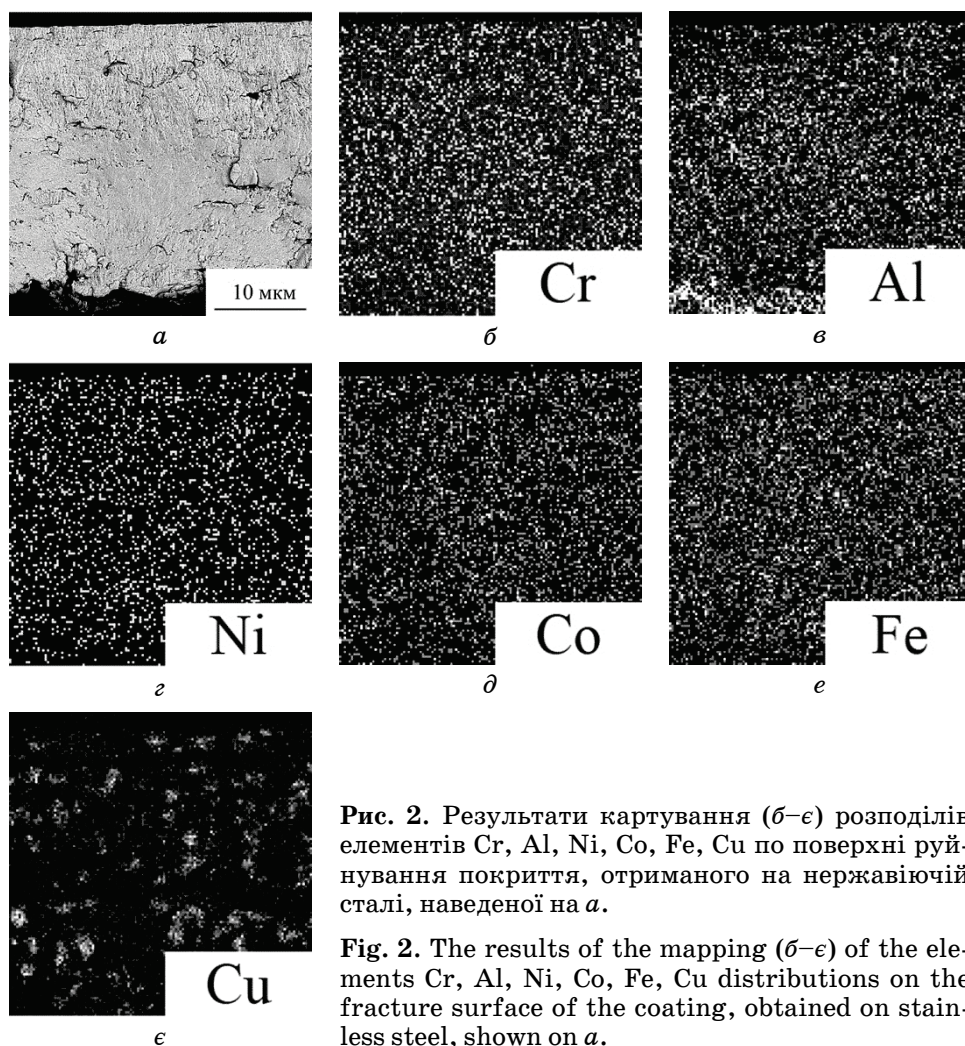 10 мкм
Cr
Al
а
б
в
Ni
Co
Fe
г
д
е
Cu
є
Рис. 2. Результати картування (б–є) розподілів
елементів Cr, Al, Ni, Co, Fe, Cu по поверхні руй-
нування покриття, отриманого на нержавіючій
сталі, наведеної на а.
Fig. 2. The results of the mapping (б–є) of the ele-
ments Cr, Al, Ni, Co, Fe, Cu distributions on the
fracture surface of the coating, obtained on stain-
less steel, shown on а.